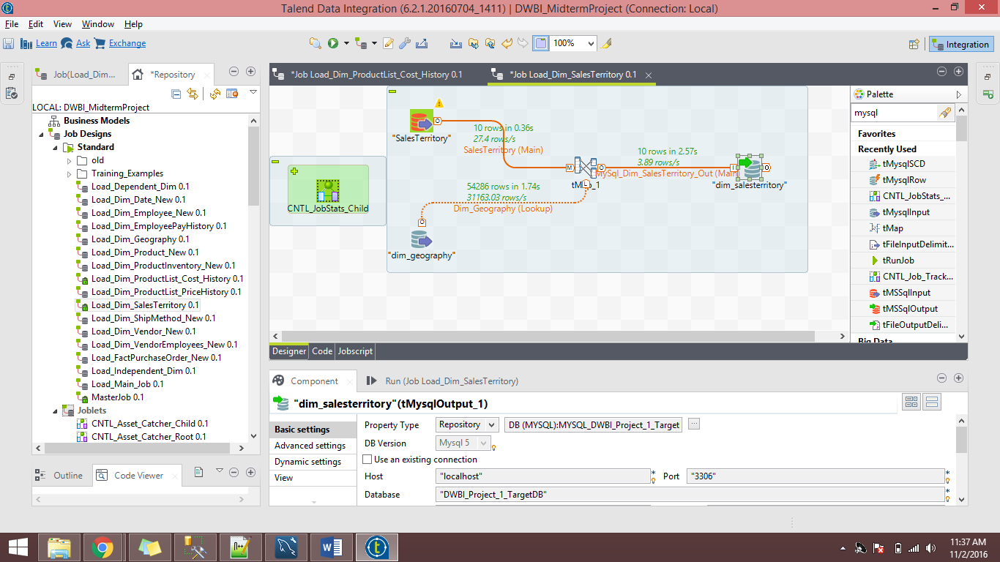 Talend Data Integration (6.2.1.20160704_1411) | DWBI_MidtermProject (Connection: Local)
File Edit View Window Help
Learn Ask Exchange
100%
Integration
Job(Load_Dim...
*Repository
LOCAL: DWBI_MidtermProject
Business Models
Job Designs
Standard
old
Training_Examples
Load_Dependent_Dim 0.1
Load_Dim_Date_New 0.1
Load_Dim_Employee_New 0.1
Load_Dim_EmployeePayHistory 0.1
Load_Dim_Geography 0.1
Load_Dim_Product_New 0.1
Load_Dim_ProductInventory_New 0.1
Load_Dim_ProductList_Cost_History 0.1
Load_Dim_ProductList_PriceHistory 0.1
Load_Dim_SalesTerritory 0.1
Load_Dim_ShipMethod_New 0.1
Load_Dim_Vendor_New 0.1
Load_Dim_VendorEmployees_New 0.1
Load_FactPurchaseOrder_New 0.1
Load_Independent_Dim 0.1
Load_Main_Job 0.1
MasterJob 0.1
Joblets
CNTL_Asset_Catcher_Child 0.1
CNTL_Asset_Catcher_Root 0.1
Outline
Code Viewer
*Job Load_Dim_ProductList_Cost_History 0.1
*Job Load_Dim_SalesTerritory 0.1
"SalesTerritory"
O
10 rows in 0.36s
27.4 rows/s
SalesTerritory (Main)
CNTL_JobStats_Child
54286 rows in 1.74s
31163.03 rows/s
Dim_Geography (Lookup)
O
"dim_geography"
M
O
L
10 rows in 2.57s
3.89 rows/s
MySql_Dim_SalesTerritory_Out (Main
I
O
"dim_salesterritory"
Designer Code Jobscript
Palette
mysql
Favorites
Recently Used
tMysqlSCD
tMysqlRow
CNTL_JobStats_...
tMysqlInput
tMap
tFileInputDelimit...
tRunJob
CNTL_Job_Track...
tMSSqlInput
tMSSqlOutput
tFileOutputDeli...
Big Data
Component
Run (Job Load_Dim_SalesTerritory)
"dim_salesterritory"(tMysqlOutput_1)
Basic settings
Advanced settings
Dynamic settings
View
Property Type Repository DB (MYSQL):MYSQL_DWBI_Project_1_Target ...
DB Version Mysql 5
Use an existing connection
Host "localhost" * Port "3306" *
Database "DWBI_Project_1_TargetDB" *
11:37 AM
11/2/2016